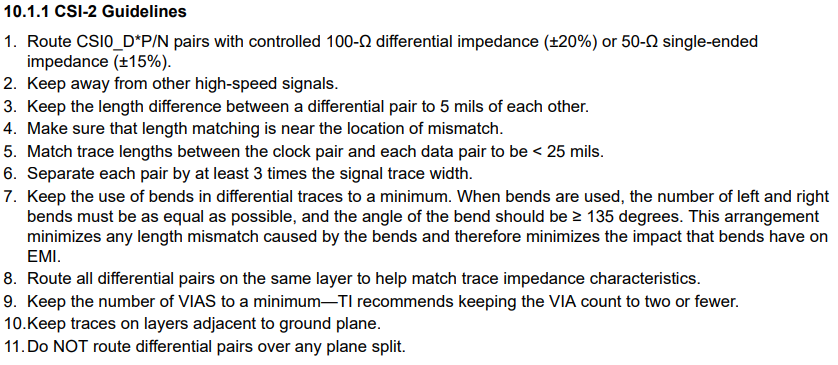 10.1.1 CSI-2 Guidelines
1. Route CSI0_D*P/N pairs with controlled 100-Ω differential impedance (±20%) or 50-Ω single-ended
impedance (±15%).
2. Keep away from other high-speed signals.
3. Keep the length difference between a differential pair to 5 mils of each other.
4. Make sure that length matching is near the location of mismatch.
5. Match trace lengths between the clock pair and each data pair to be < 25 mils.
6. Separate each pair by at least 3 times the signal trace width.
7. Keep the use of bends in differential traces to a minimum. When bends are used, the number of left and right
bends must be as equal as possible, and the angle of the bend should be ≥ 135 degrees. This arrangement
minimizes any length mismatch caused by the bends and therefore minimizes the impact that bends have on
EMI.
8. Route all differential pairs on the same layer to help match trace impedance characteristics.
9. Keep the number of VIAS to a minimum—TI recommends keeping the VIA count to two or fewer.
10.Keep traces on layers adjacent to ground plane.
11.Do NOT route differential pairs over any plane split.